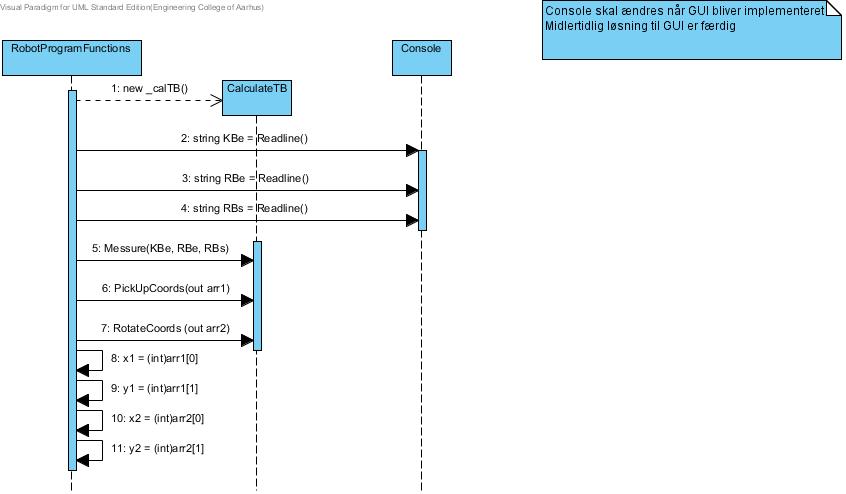 Visual Paradigm for UML Standard Edition(Engineering College of Aarhus)
Console skal ændres når GUI bliver implementeret
Midlertidlig løsning til GUI er færdig
RobotProgramFunctions
Console
1: new _calTB()
CalculateTB
2: string KBe = Readline()
3: string RBe = Readline()
4: string RBs = Readline()
5: Messure(KBe, RBe, RBs)
6: PickUpCoords(out arr1)
7: RotateCoords (out arr2)
8: x1 = (int)arr1[0]
9: y1 = (int)arr1[1]
10: x2 = (int)arr2[0]
11: y2 = (int)arr2[1]